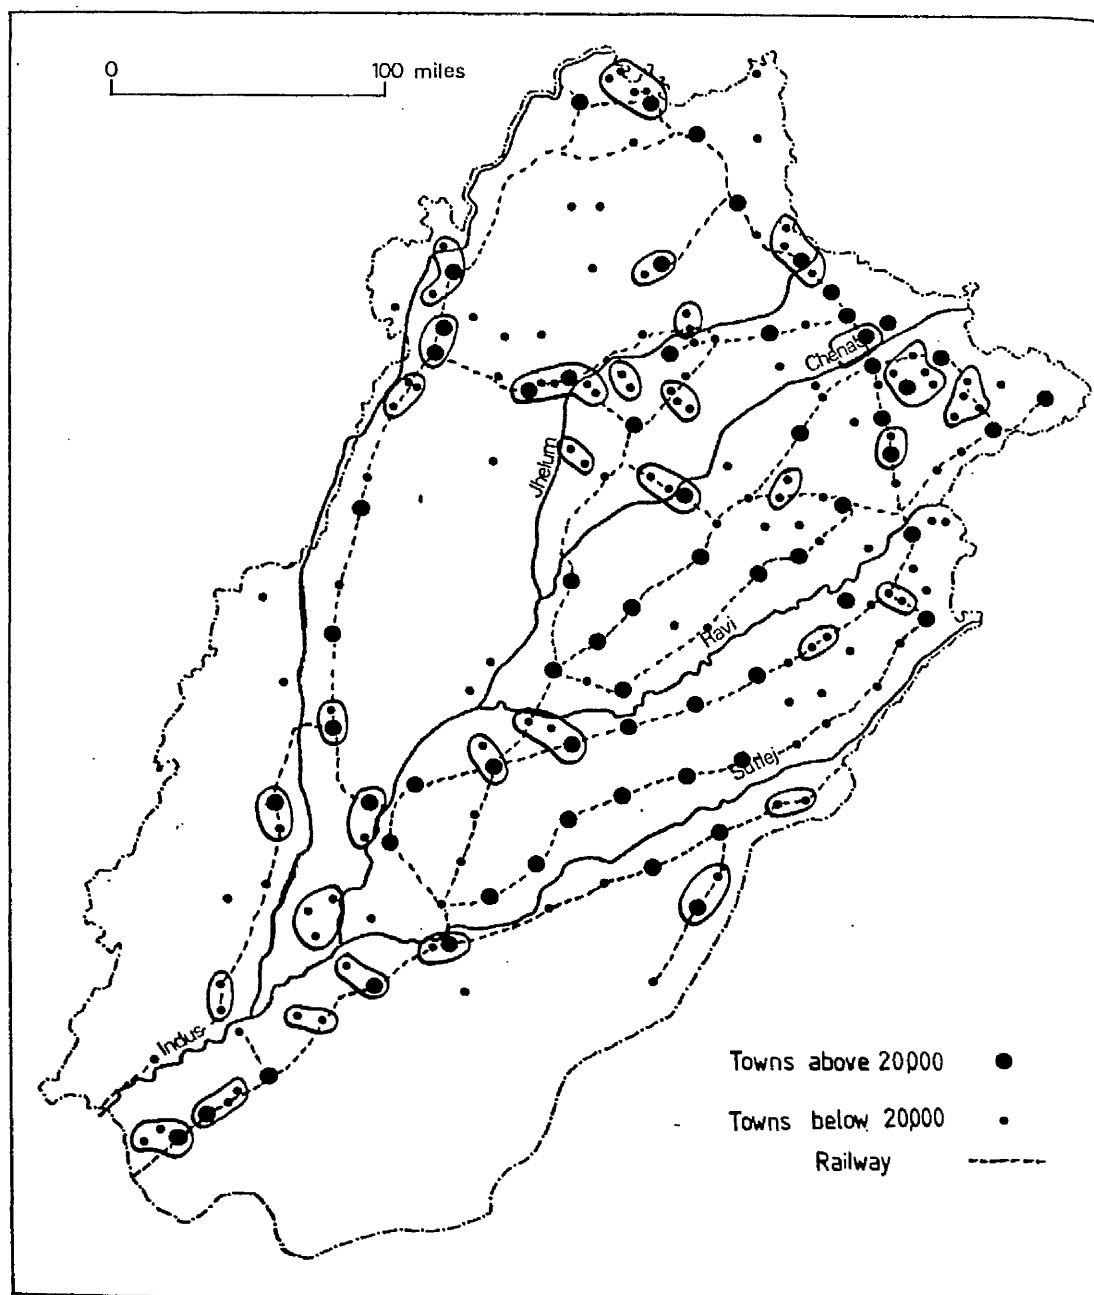 0 100 miles
Chenab
Jhelum
Ravi
Sutlej
Indus
Towns above 20,000
Towns below 20,000
Railway